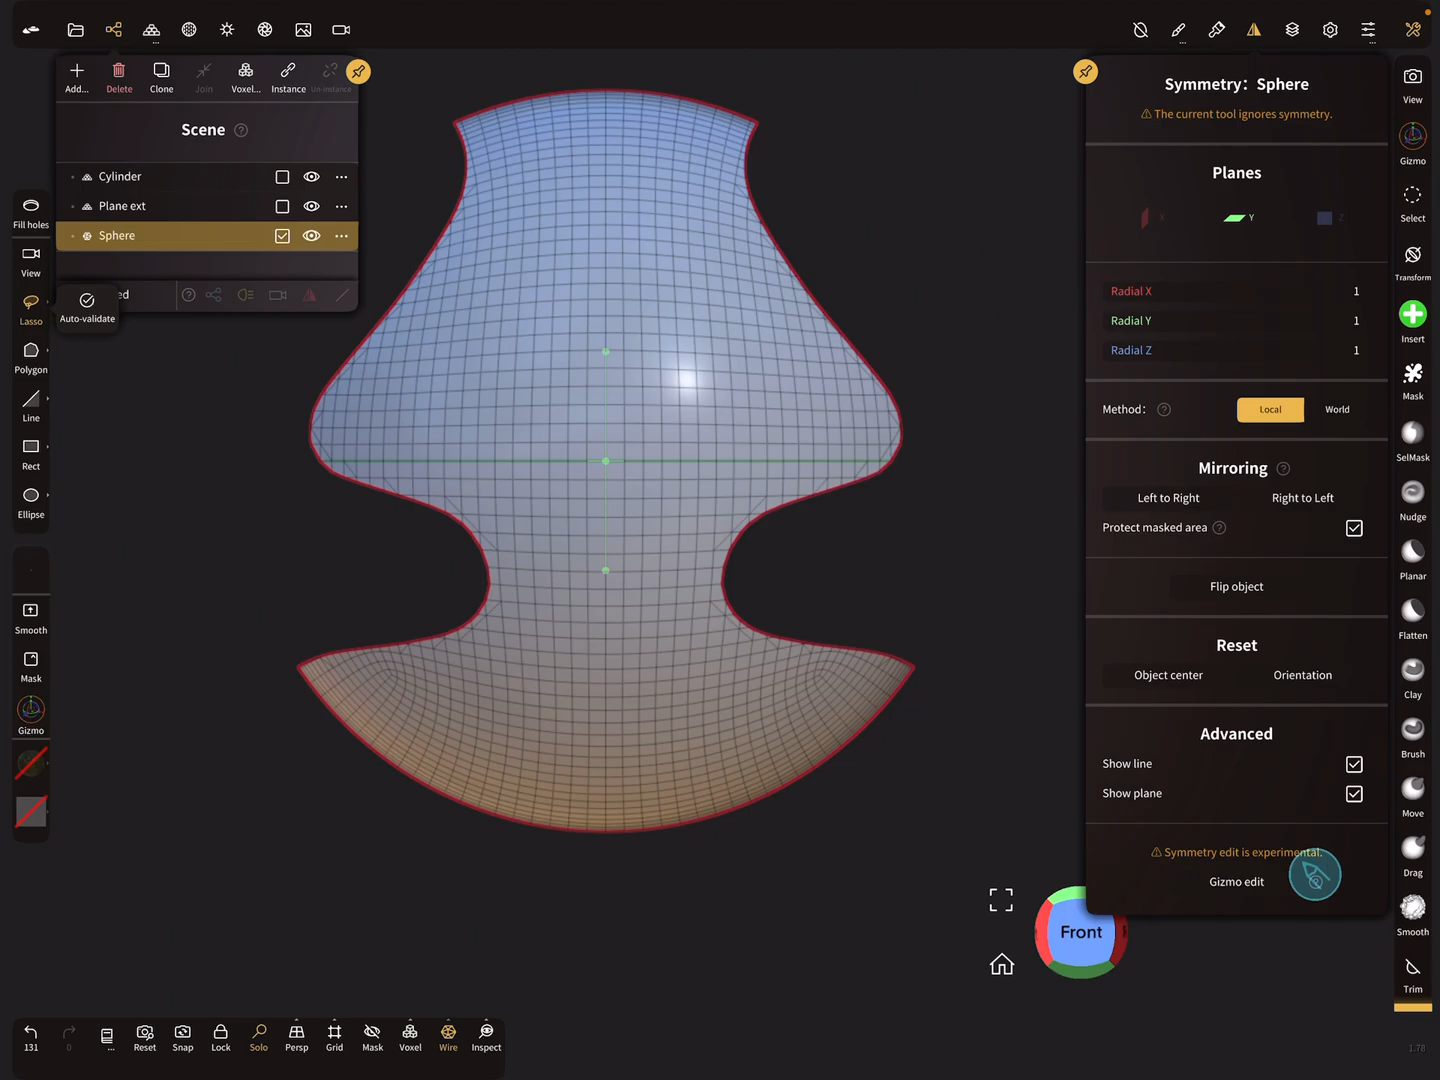 Add...
Delete
Clone
Join
Voxel...
Instance
Un-instance
Scene
Cylinder
Plane ext
Sphere
ed
Auto-validate
Fill holes
View
Lasso
Polygon
Line
Rect
Ellipse
Smooth
Mask
Gizmo
Symmetry: Sphere
The current tool ignores symmetry.
Planes
X
Y
Z
Radial X 1
Radial Y 1
Radial Z 1
Method:
Local
World
Mirroring
Left to Right
Right to Left
Protect masked area
Flip object
Reset
Object center
Orientation
Advanced
Show line
Show plane
Symmetry edit is experimental.
Gizmo edit
Front
View
Gizmo
Select
Transform
Insert
Mask
SelMask
Nudge
Planar
Flatten
Clay
Brush
Move
Drag
Smooth
Trim
131
0
...
Reset
Snap
Lock
Solo
Persp
Grid
Mask
Voxel
Wire
Inspect
1.78